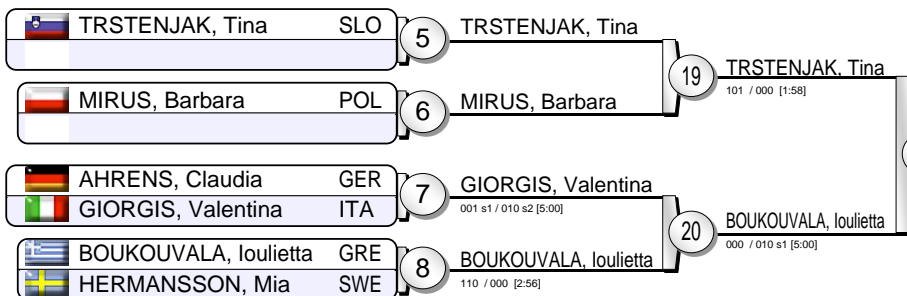 TRSTENJAK, Tina SLO
5
TRSTENJAK, Tina
MIRUS, Barbara POL
6
MIRUS, Barbara
19
TRSTENJAK, Tina
101 / 000 [1:58]
AHRENS, Claudia GER
GIORGIS, Valentina ITA
7
GIORGIS, Valentina
001 s1 / 010 s2 [5:00]
BOUKOUVALA, Ioulietta GRE
HERMANSSON, Mia SWE
8
BOUKOUVALA, Ioulietta
110 / 000 [2:56]
20
BOUKOUVALA, Ioulietta
000 / 010 s1 [5:00]